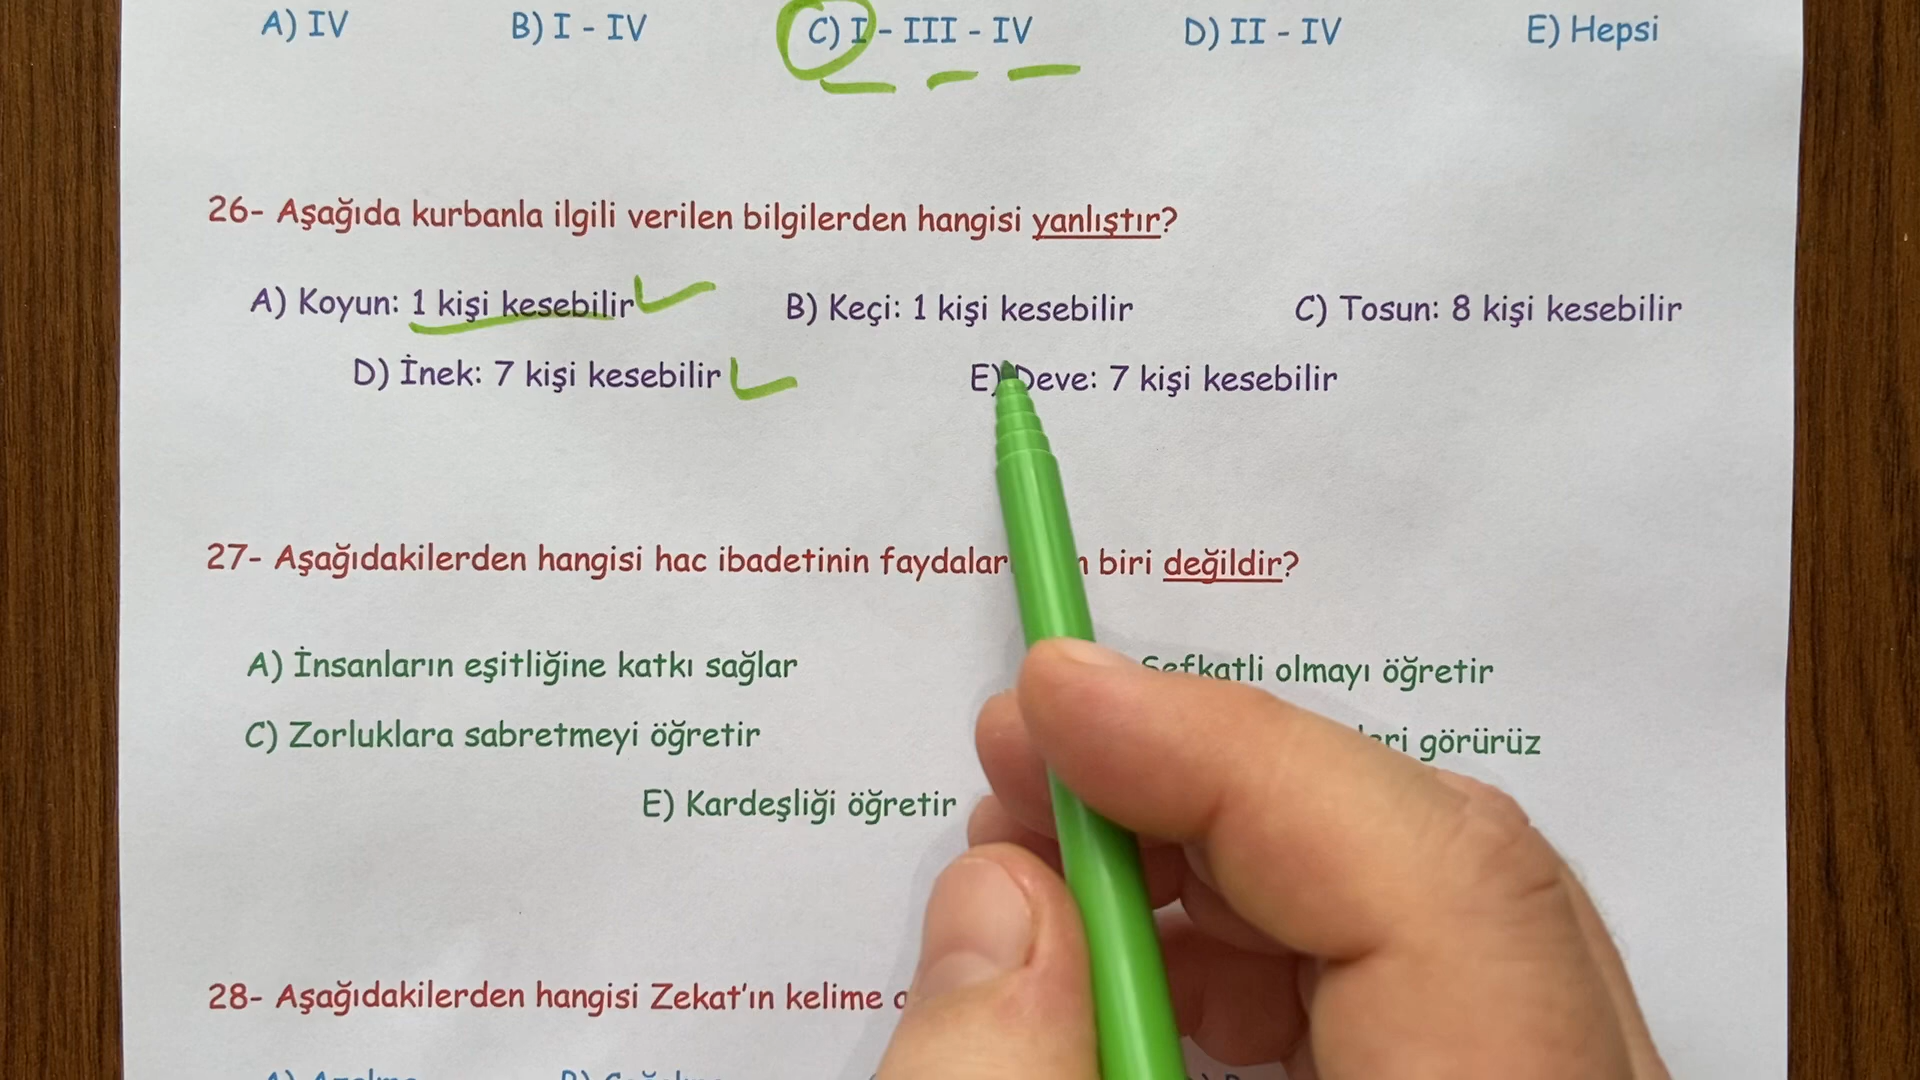 A) IV B) I - IV C) I - III - IV D) II - IV E) Hepsi
26- Aşağıda kurbanla ilgili verilen bilgilerden hangisi yanlıştır?
A) Koyun: 1 kişi kesebilir B) Keçi: 1 kişi kesebilir C) Tosun: 8 kişi kesebilir
D) İnek: 7 kişi kesebilir E) Deve: 7 kişi kesebilir
27- Aşağıdakilerden hangisi hac ibadetinin biri değildir?
A) İnsanların eşitliğine katkı sağlar Şefkatli olmayı öğretir
C) Zorluklara sabretmeyi öğretir görürüz
E) Kardeşliği öğretir
28- Aşağıdakilerden hangisi Zekat'ın kelime